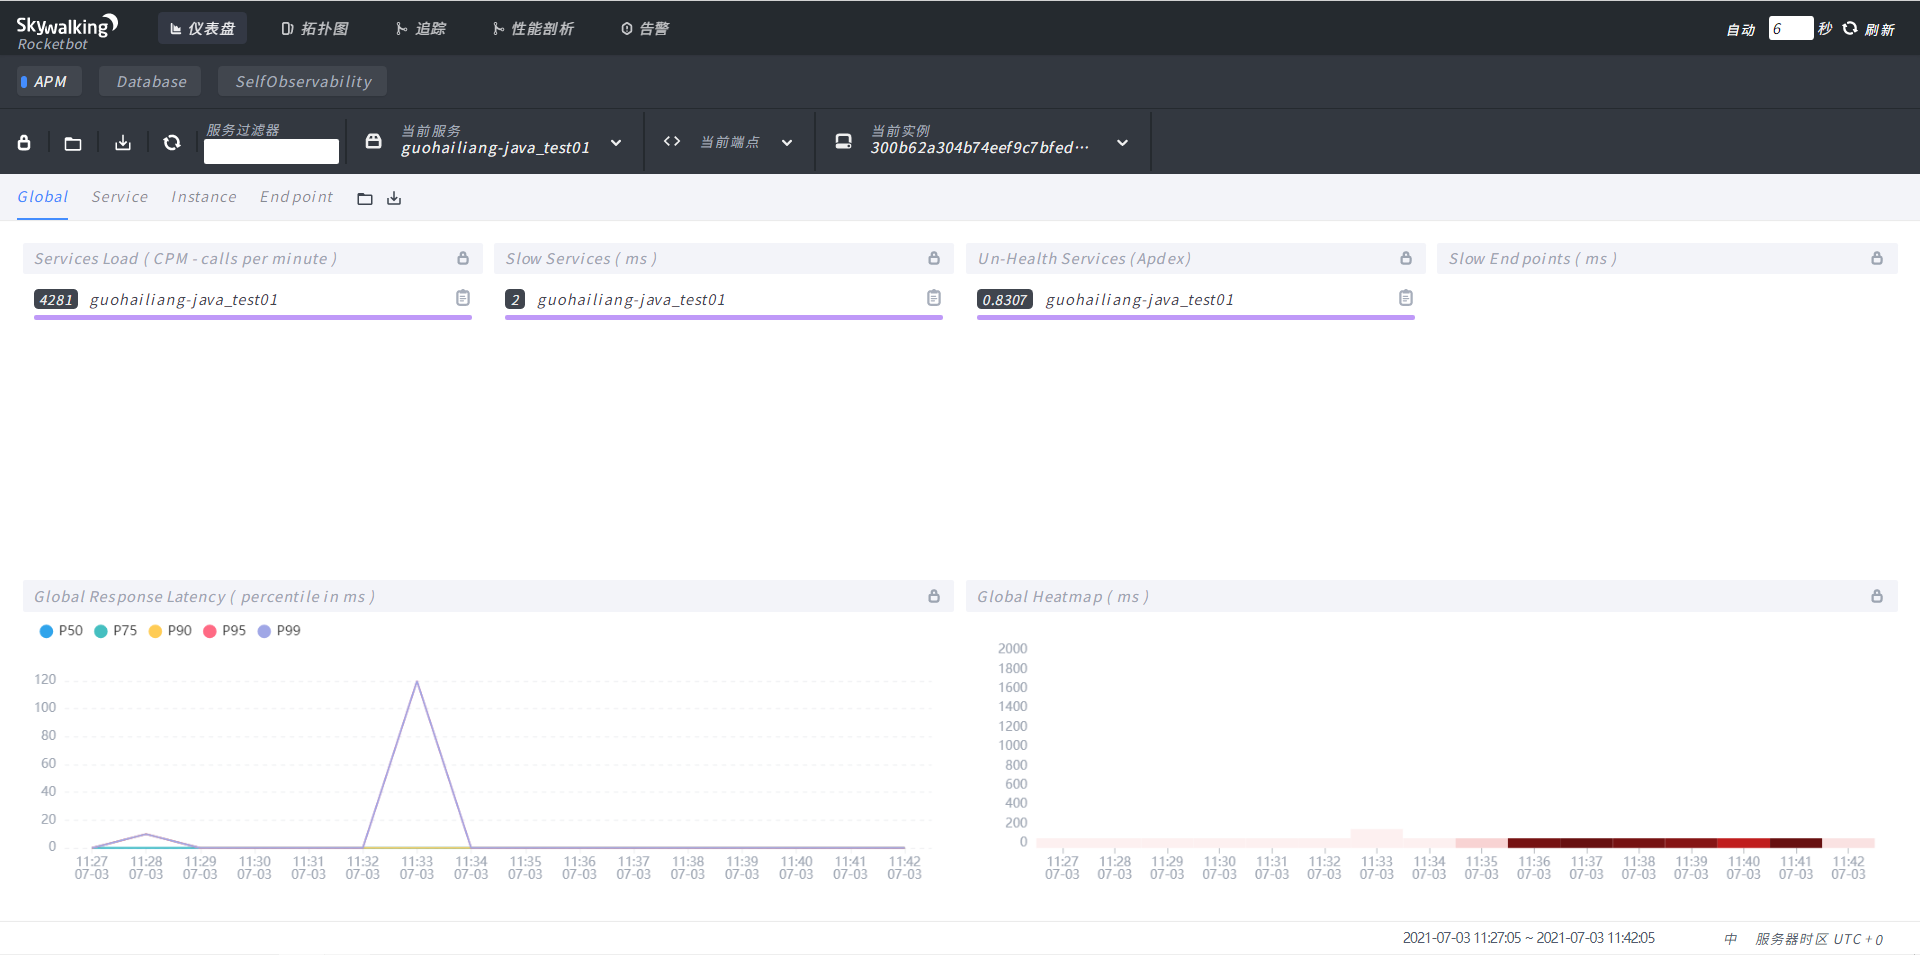 Skywalking
Rocketbot
仪表盘
拓扑图
追踪
性能剖析
告警
自动 6 秒 刷新
APM
Database
SelfObservability
服务过滤器
当前服务
guohailiang-java_test01
当前端点
当前实例
300b62a304b74eef9c7bfed···
Global
Service
Instance
Endpoint
Services Load ( CPM - calls per minute )
4281 guohailiang-java_test01
Slow Services ( ms )
2 guohailiang-java_test01
Un-Health Services (Apdex)
0.8307 guohailiang-java_test01
Slow Endpoints ( ms )
Global Response Latency ( percentile in ms )
P50 P75 P90 P95 P99
120
100
80
60
40
20
0
11:27 11:28 11:29 11:30 11:31 11:32 11:33 11:34 11:35 11:36 11:37 11:38 11:39 11:40 11:41 11:42
07-03 07-03 07-03 07-03 07-03 07-03 07-03 07-03 07-03 07-03 07-03 07-03 07-03 07-03 07-03 07-03
Global Heatmap ( ms )
2000
1800
1600
1400
1200
1000
800
600
400
200
0
11:27 11:28 11:29 11:30 11:31 11:32 11:33 11:34 11:35 11:36 11:37 11:38 11:39 11:40 11:41 11:42
07-03 07-03 07-03 07-03 07-03 07-03 07-03 07-03 07-03 07-03 07-03 07-03 07-03 07-03 07-03 07-03
2021-07-03 11:27:05 ~ 2021-07-03 11:42:05
中
服务器时区 UTC + 0